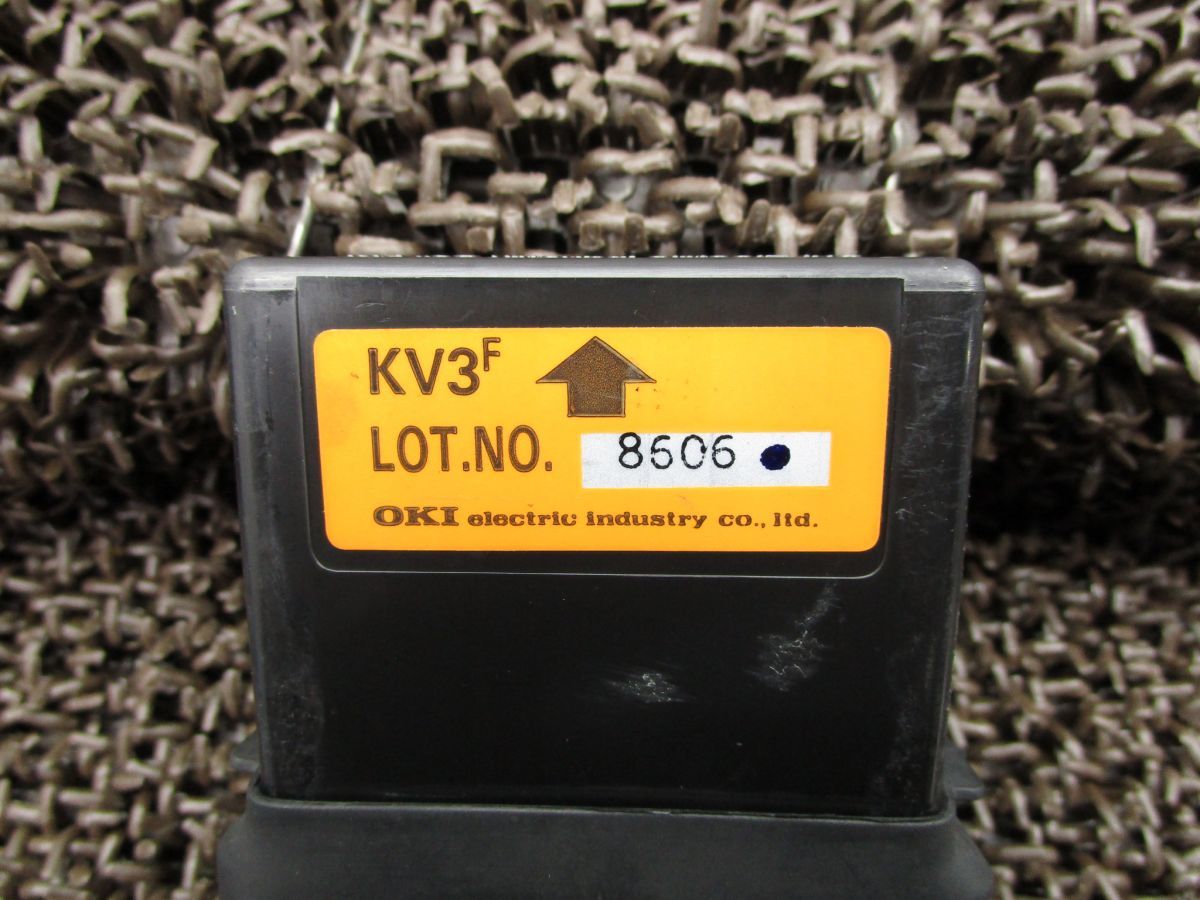 KV3F
LOT.NO. 8606
OKI electric industry co., ltd.